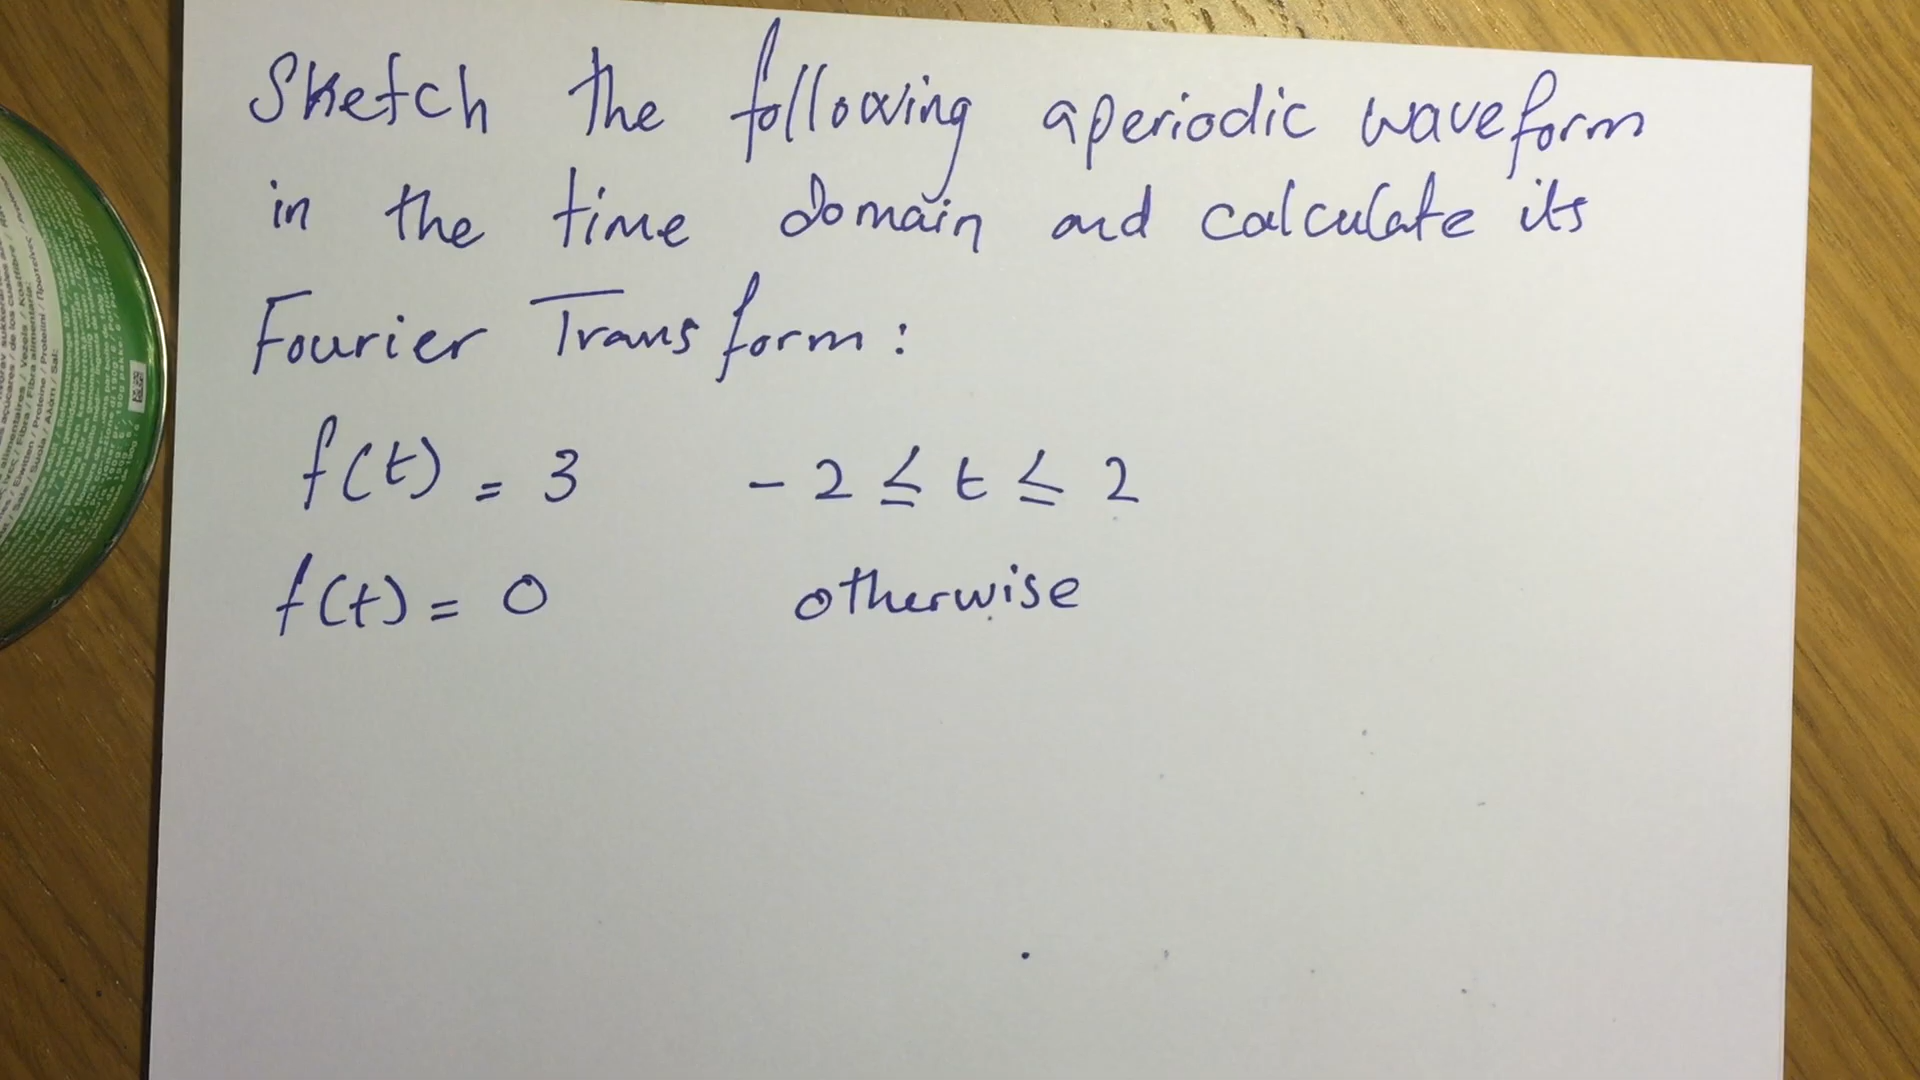 Sketch the following aperiodic waveform
in the time domain and calculate its
Fourier Transform:
f(t) = 3 - 2 ≤ t ≤ 2
f(t) = 0 otherwise